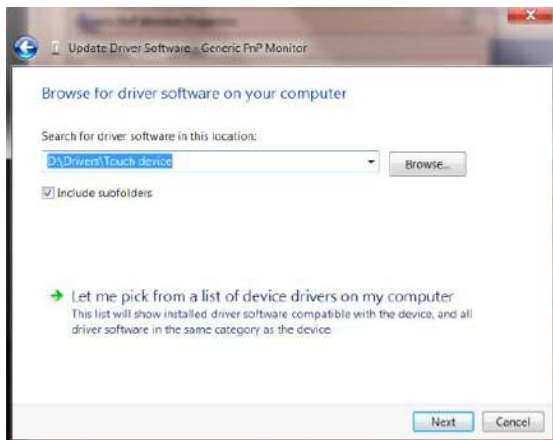 Update Driver Software - Generic PnP Monitor
Browse for driver software on your computer
Search for driver software in this location:
D:\Drivers\Touch device
Browse...
Include subfolders
Let me pick from a list of device drivers on my computer
This list will show installed driver software compatible with the device, and all
driver software in the same category as the device.
Next
Cancel